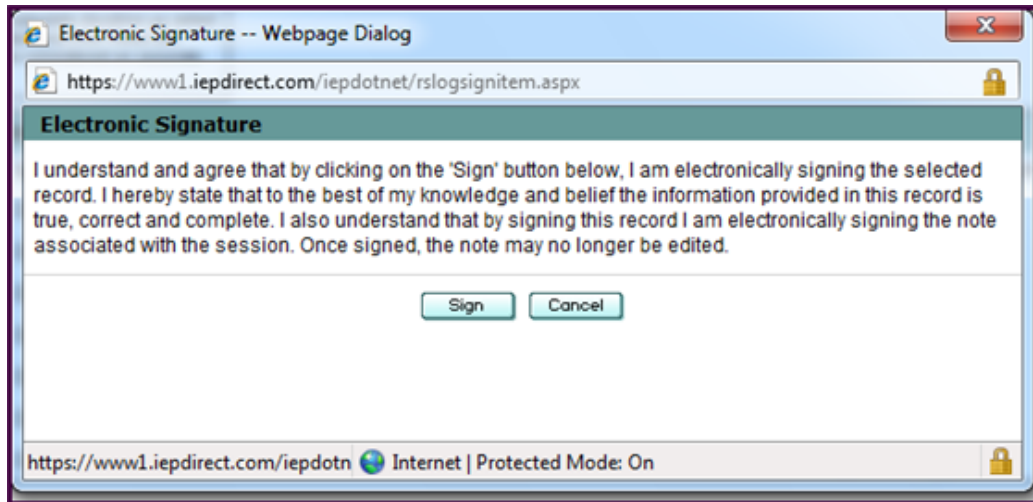 Electronic Signature -- Webpage Dialog
https://www1.iepdirect.com/iepdotnet/rslogsignitem.aspx
Electronic Signature
I understand and agree that by clicking on the 'Sign' button below, I am electronically signing the selected
record. I hereby state that to the best of my knowledge and belief the information provided in this record is
true, correct and complete. I also understand that by signing this record I am electronically signing the note
associated with the session. Once signed, the note may no longer be edited.
Sign Cancel
https://www1.iepdirect.com/iepdotn Internet | Protected Mode: On